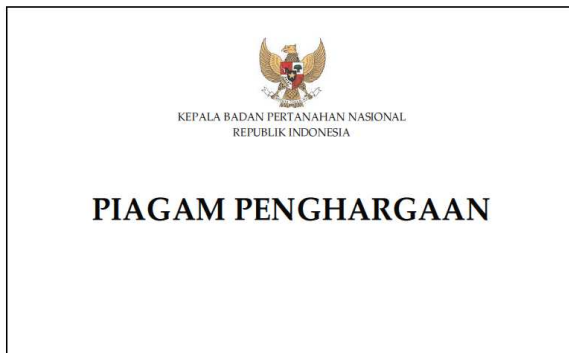 KEPALA BADAN PERTANAHAN NASIONAL
REPUBLIK INDONESIA
PIAGAM PENGHARGAAN